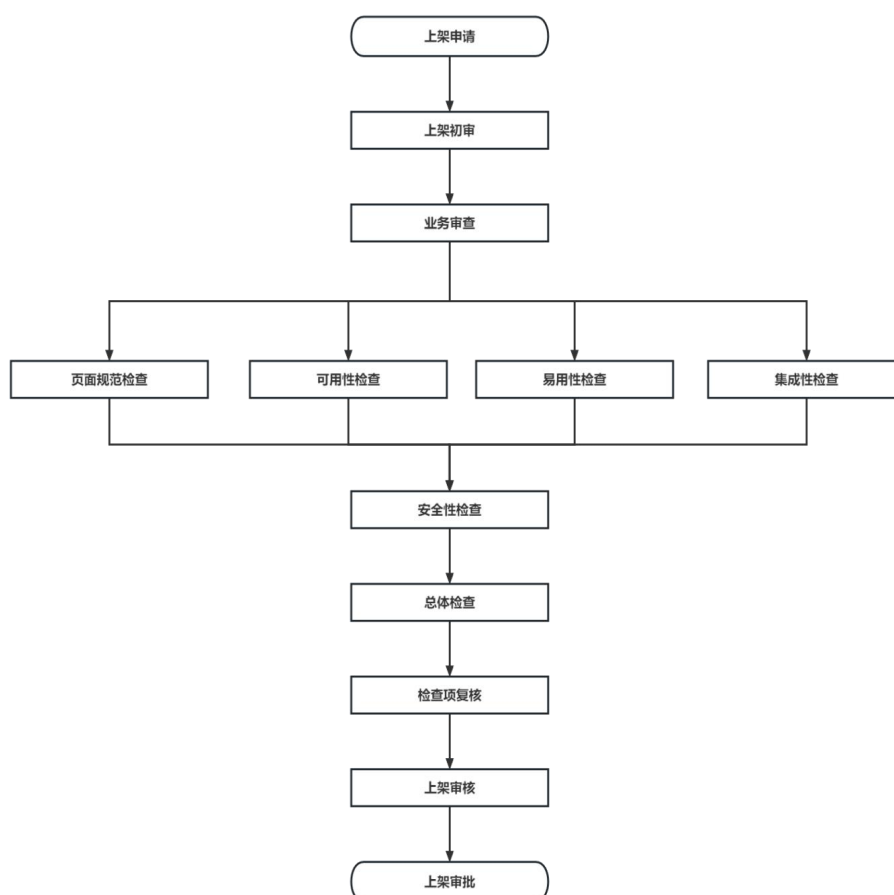 上架申请
上架初审
业务审查
页面规范检查
可用性检查
易用性检查
集成性检查
安全性检查
总体检查
检查项复核
上架审核
上架审批